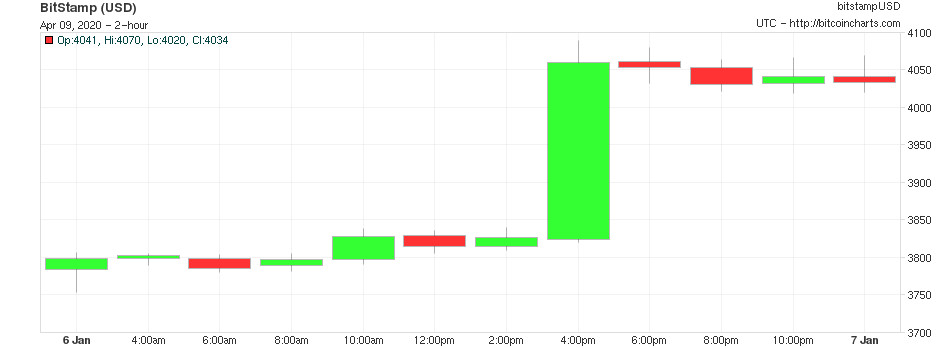 BitStamp (USD)
bitstampUSD
Apr 09, 2020 - 2-hour
UTC - http://bitcoincharts.com
Op:4041, Hi:4070, Lo:4020, Cl:4034
4100
4050
4000
3950
3900
3850
3800
3750
3700
6 Jan 4:00am 6:00am 8:00am 10:00am 12:00pm 2:00pm 4:00pm 6:00pm 8:00pm 10:00pm 7 Jan